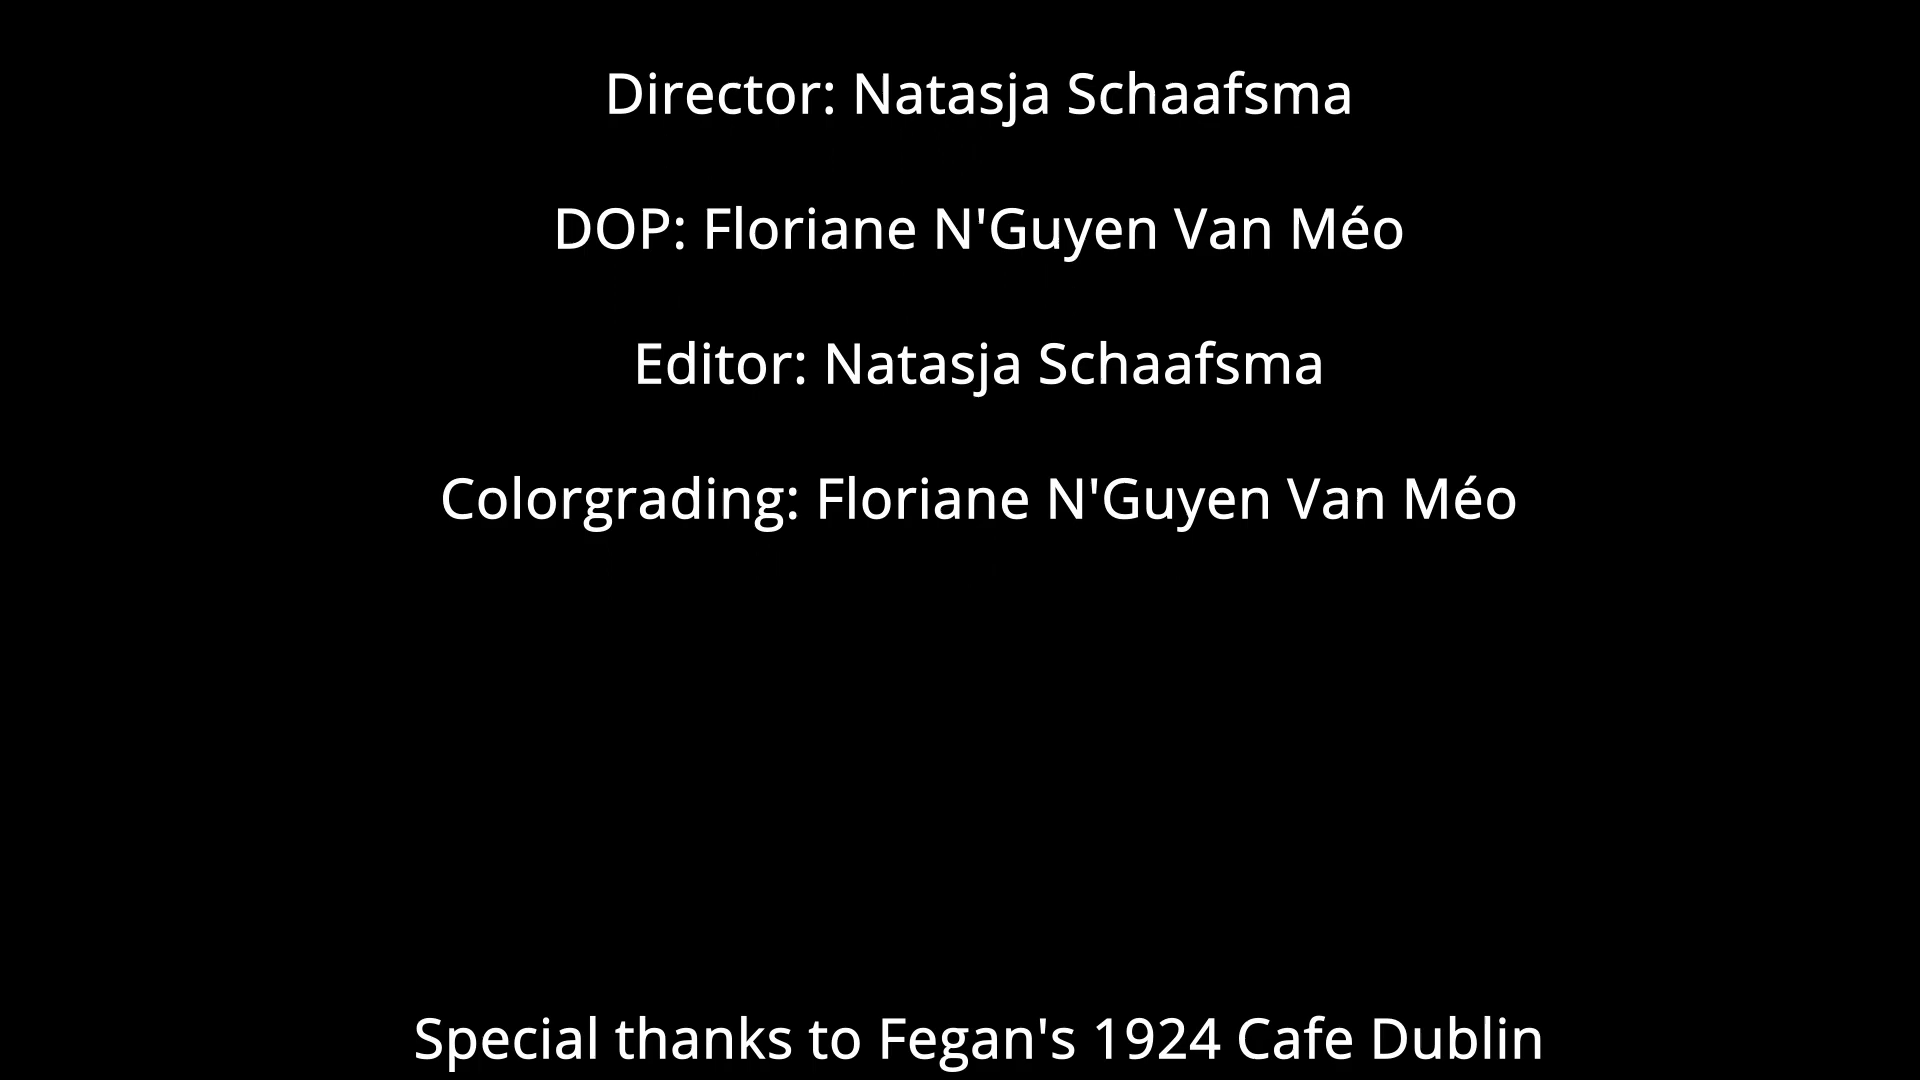 Director: Natasja Schaafsma
DOP: Floriane N'Guyen Van Méo
Editor: Natasja Schaafsma
Colorgrading: Floriane N'Guyen Van Méo
Special thanks to Fegan's 1924 Cafe Dublin